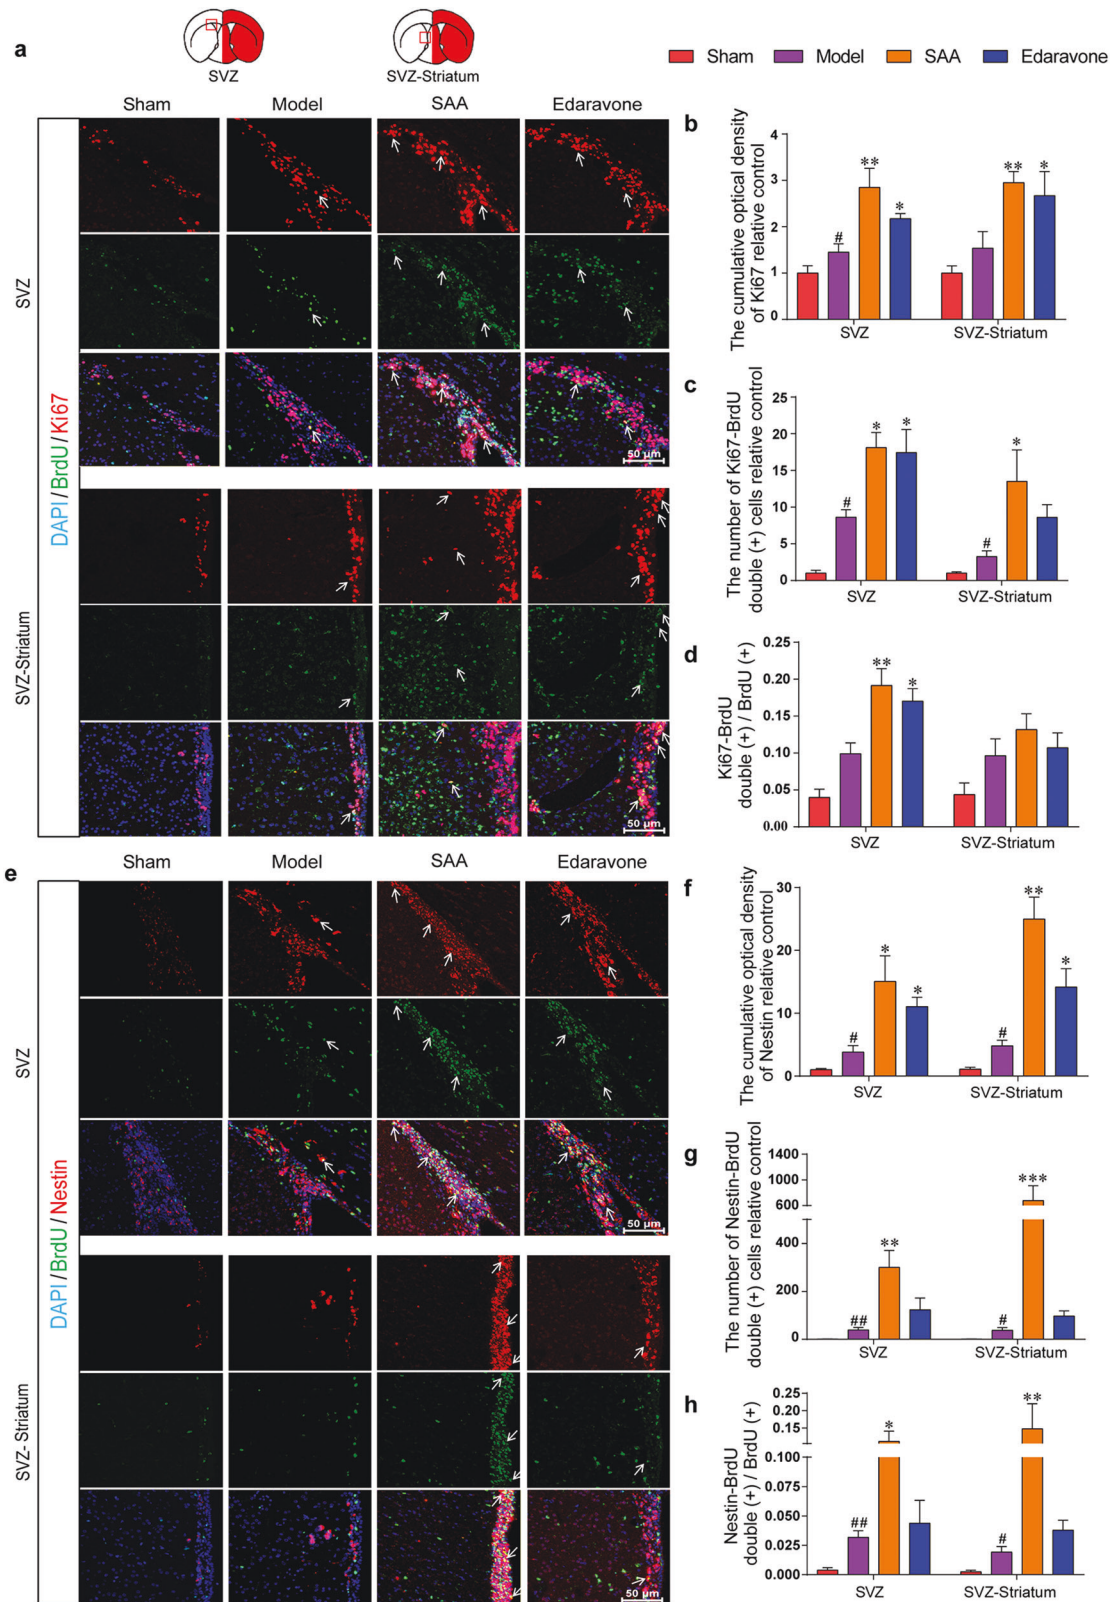 a
SVZ
SVZ-Striatum
Sham
Model
SAA
Edaravone
Sham
Model
SAA
Edaravone
SVZ
SVZ-Striatum
DAPI / BrdU / Ki67
50 µm
50 µm
b
The cumulative optical density
of Ki67 relative control
4
3
2
1
0
#
**
*
**
*
SVZ
SVZ-Striatum
c
The number of Ki67-BrdU
double (+) cells relative control
25
20
15
10
5
0
#
*
*
#
*
SVZ
SVZ-Striatum
d
Ki67-BrdU
double (+) / BrdU (+)
0.25
0.20
0.15
0.10
0.05
0.00
**
*
SVZ
SVZ-Striatum
e
Sham
Model
SAA
Edaravone
SVZ
SVZ- Striatum
DAPI / BrdU / Nestin
50 µm
50 µm
f
The cumulative optical density
of Nestin relative control
30
20
10
0
#
*
*
#
**
*
SVZ
SVZ-Striatum
g
The number of Nestin-BrdU
double (+) cells relative control
1400
1000
600
400
200
0
##
**
#
***
SVZ
SVZ-Striatum
h
Nestin-BrdU
double (+) / BrdU (+)
0.25
0.20
0.15
0.100
0.075
0.050
0.025
0.000
##
*
#
**
SVZ
SVZ-Striatum